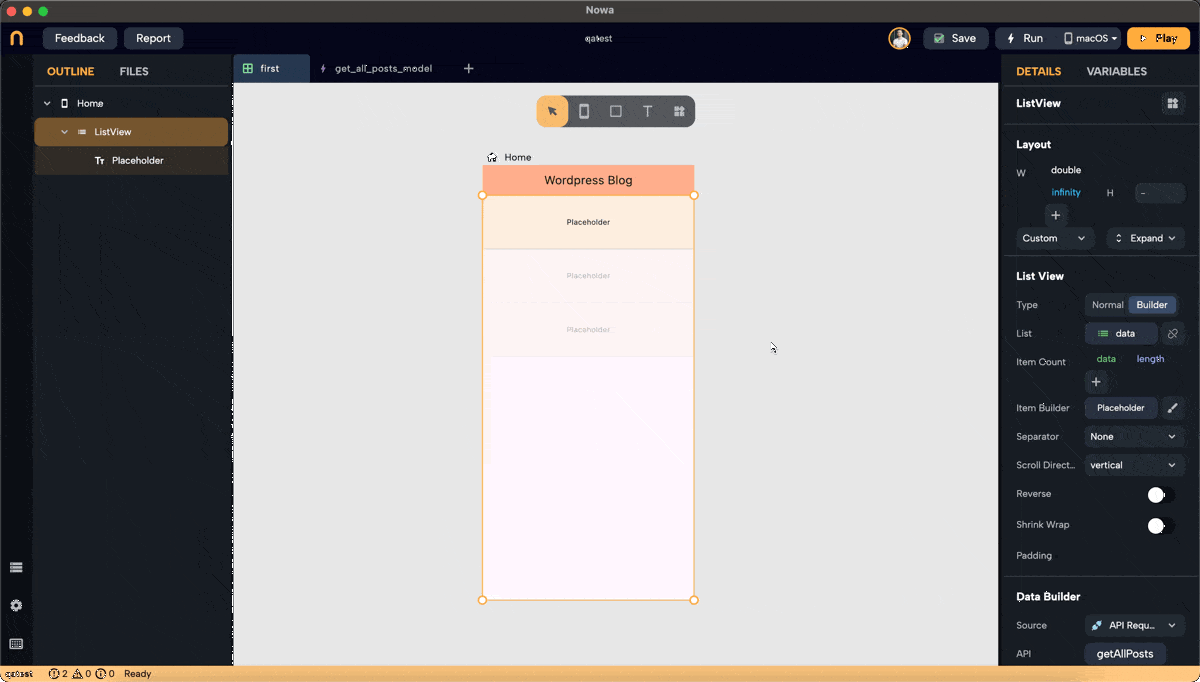 Nowa
Feedback
Report
qatest
Save
Run
macOS
Play
OUTLINE
FILES
first
get_all_posts_model
DETAILS
VARIABLES
Home
ListView
Placeholder
Home
Wordpress Blog
Placeholder
Placeholder
Placeholder
ListView
Layout
W
double
infinity
H
-
Custom
Expand
List View
Type
Normal
Builder
List
data
Item Count
data
length
Item Builder
Placeholder
Separator
None
Scroll Direct...
vertical
Reverse
Shrink Wrap
Padding
Data Builder
Source
API Requ...
API
getAllPosts
qatest
2
0
0
Ready